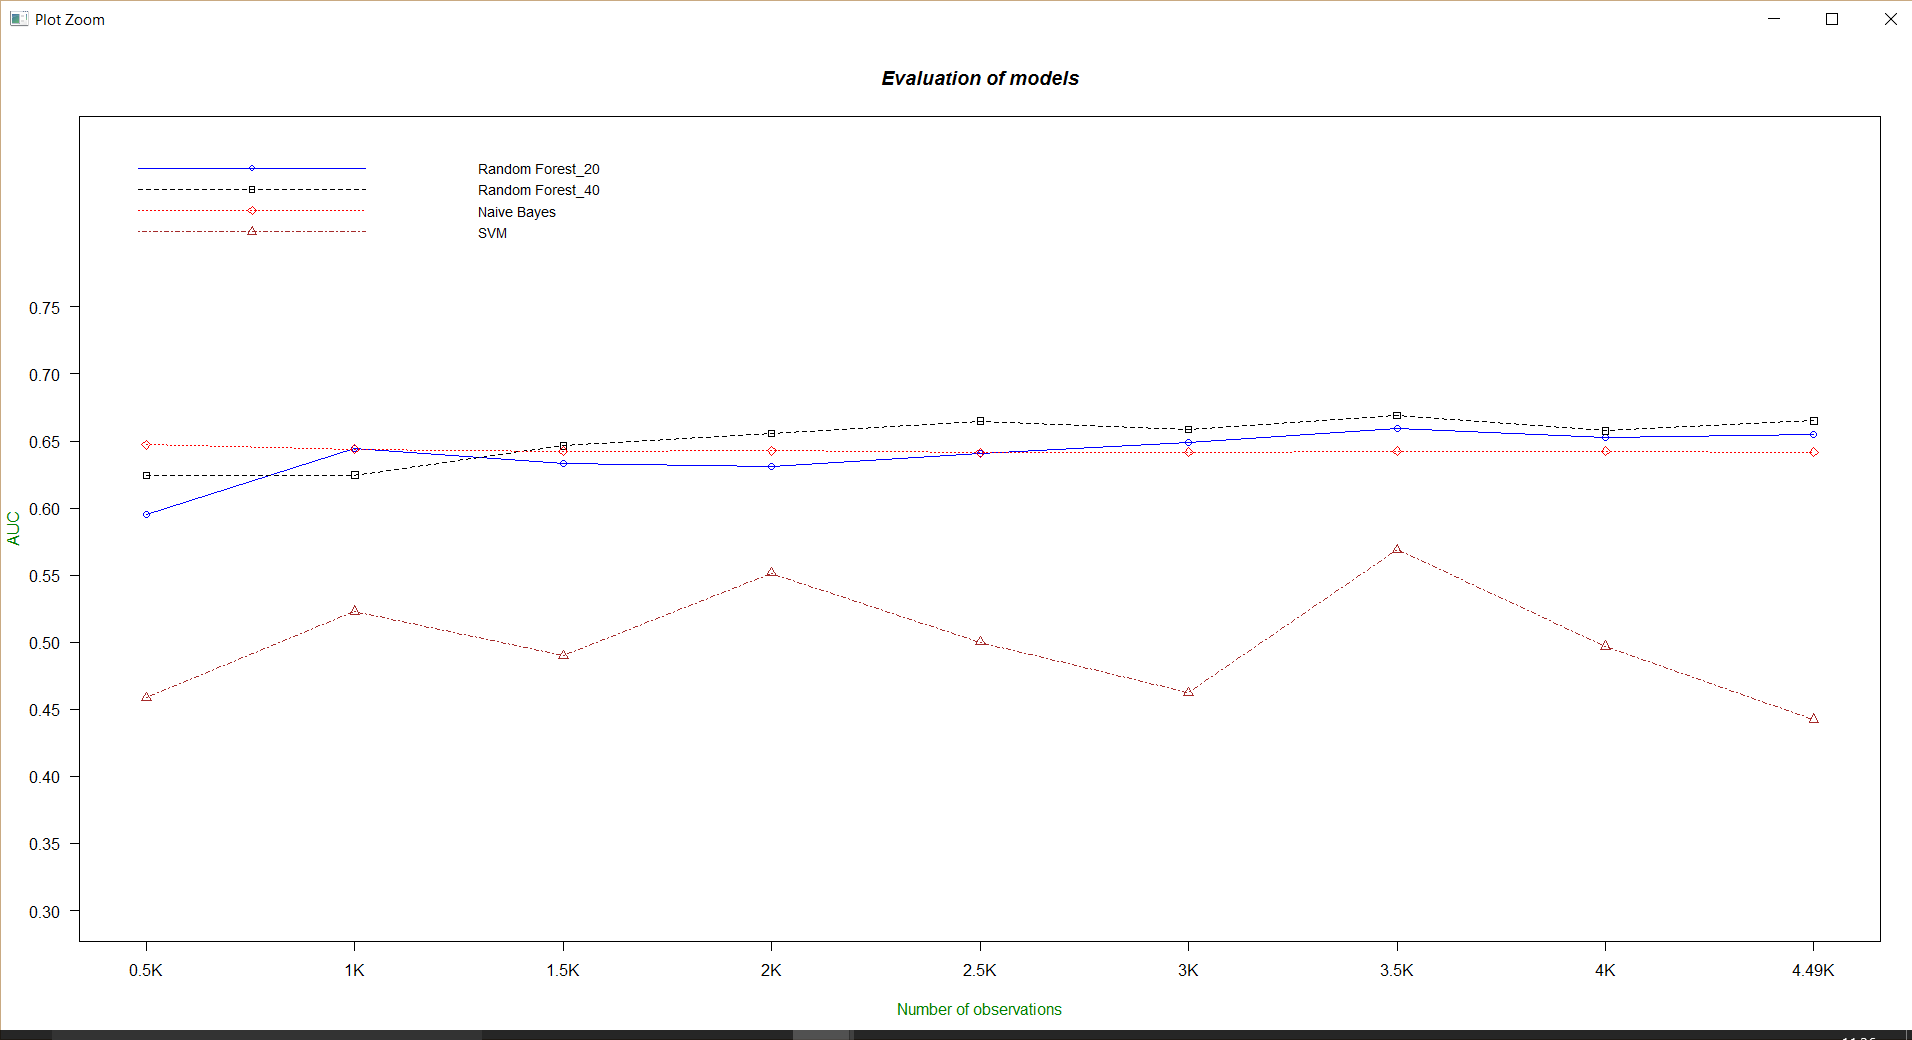 Plot Zoom
Evaluation of models
Random Forest_20
Random Forest_40
Naive Bayes
SVM
0.75
0.70
0.65
0.60
0.55
0.50
0.45
0.40
0.35
0.30
AUC
0.5K 1K 1.5K 2K 2.5K 3K 3.5K 4K 4.49K
Number of observations